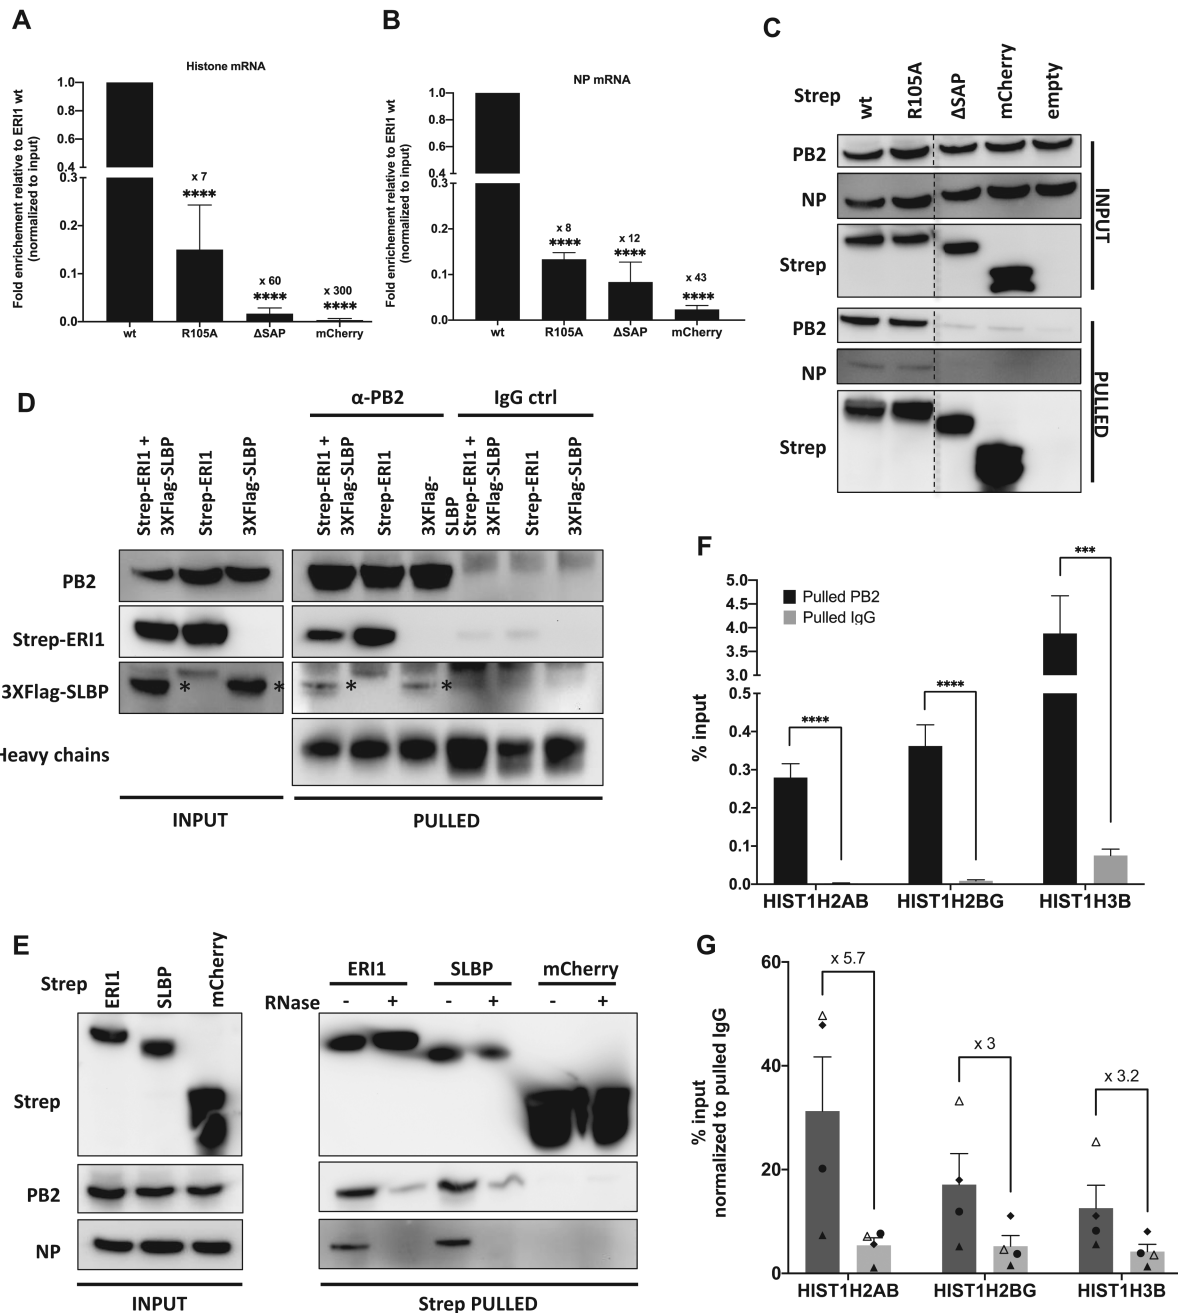 A
Histone mRNA
Fold enrichment relative to ERI1 wt
(normalized to input)
1.0
0.8
0.6
0.4
0.3
0.2
0.1
0.0
x 7
****
x 60
****
x 300
****
wt
R105A
ΔSAP
mCherry
B
NP mRNA
Fold enrichment relative to ERI1 wt
(normalized to input)
1.0
0.8
0.6
0.4
0.3
0.2
0.1
0.0
x 8
****
x 12
****
x 43
****
wt
R105A
ΔSAP
mCherry
C
Strep
wt
R105A
ΔSAP
mCherry
empty
PB2
NP
Strep
INPUT
PB2
NP
Strep
PULLED
D
α-PB2
IgG ctrl
Strep-ERI1 +
3XFlag-SLBP
Strep-ERI1
3XFlag-SLBP
Strep-ERI1 +
3XFlag-SLBP
Strep-ERI1
3XFlag-
SLBP
Strep-ERI1 +
3XFlag-SLBP
Strep-ERI1
3XFlag-SLBP
PB2
Strep-ERI1
3XFlag-SLBP
*
*
*
*
Heavy chains
INPUT
PULLED
E
Strep
ERI1
SLBP
mCherry
ERI1
SLBP
mCherry
RNase
-
+
-
+
-
+
Strep
PB2
NP
INPUT
Strep PULLED
F
Pulled PB2
Pulled IgG
% input
5.0
4.5
4.0
3.5
3.0
0.5
0.4
0.3
0.2
0.1
0.0
****
****
***
HIST1H2AB
HIST1H2BG
HIST1H3B
G
% input
normalized to pulled IgG
60
40
20
0
x 5.7
x 3
x 3.2
HIST1H2AB
HIST1H2BG
HIST1H3B